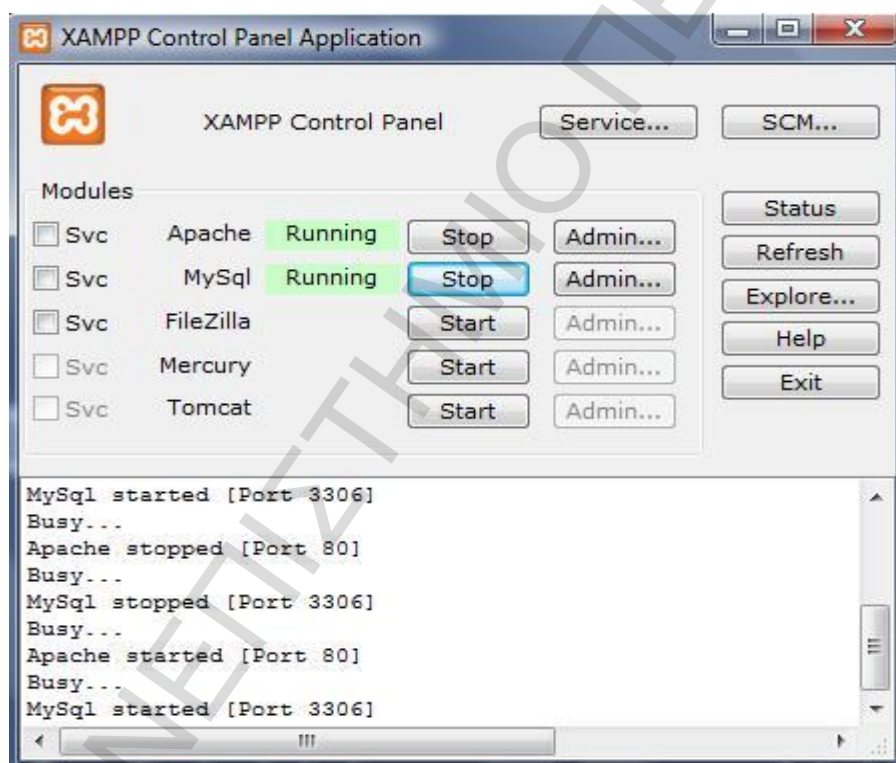 XAMPP Control Panel Application
XAMPP Control Panel Service... SCM...
Modules
Svc Apache Running Stop Admin...
Svc MySql Running Stop Admin...
Svc FileZilla Start Admin...
Svc Mercury Start Admin...
Svc Tomcat Start Admin...
Status
Refresh
Explore...
Help
Exit
MySql started [Port 3306]
Busy...
Apache stopped [Port 80]
Busy...
MySql stopped [Port 3306]
Busy...
Apache started [Port 80]
Busy...
MySql started [Port 3306]
ΝΕΠΙΣΤΗΜΙΟ ΠΕ